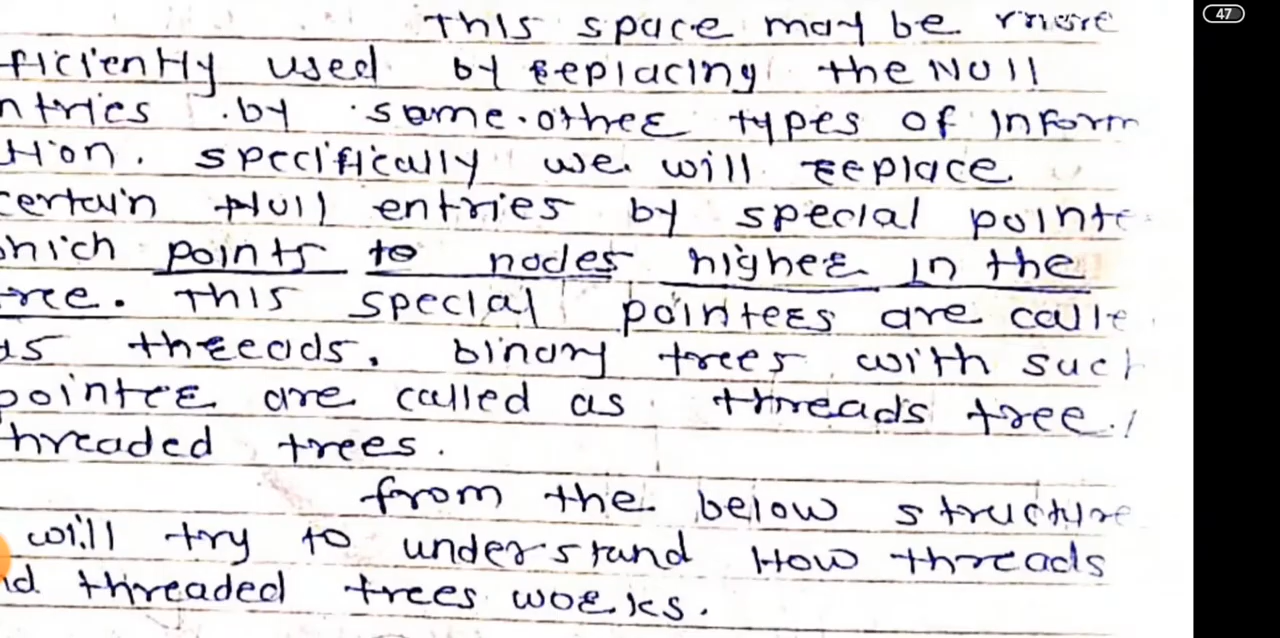 This space may be more
ficiently used by replacing the Null
ntries by some other types of inform
tion. specifically we will replace
certain Null entries by special pointe
hich points to nodes higher in the
ree. This special pointers are calle
as threads. binary trees with such
pointer are called as threads tree /
hreaded trees.
from the below structure
will try to understand How threads
nd threaded trees works.
47